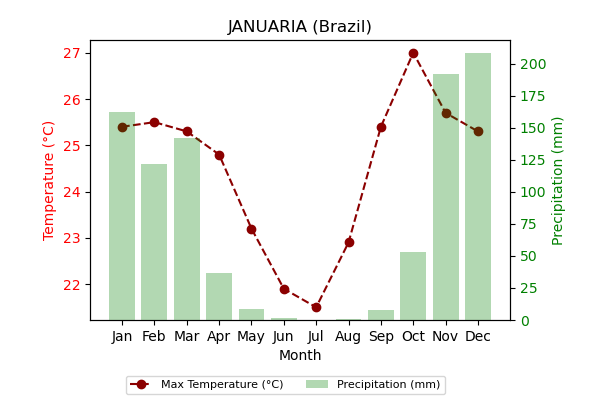 JANUARIA (Brazil)
Temperature (°C)
27
26
25
24
23
22
200
175
150
125
100
75
50
25
0
Precipitation (mm)
Jan Feb Mar Apr May Jun Jul Aug Sep Oct Nov Dec
Month
Max Temperature (°C) Precipitation (mm)